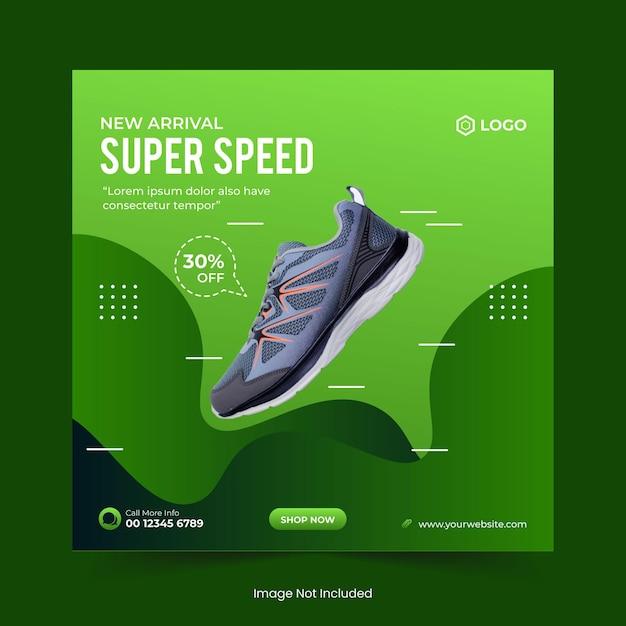 NEW ARRIVAL
SUPER SPEED
“Lorem ipsum dolor also have
consectetur tempor”
LOGO
30%
OFF
Call More Info
00 12345 6789
SHOP NOW
www.yourwebsite.com
Image Not Included